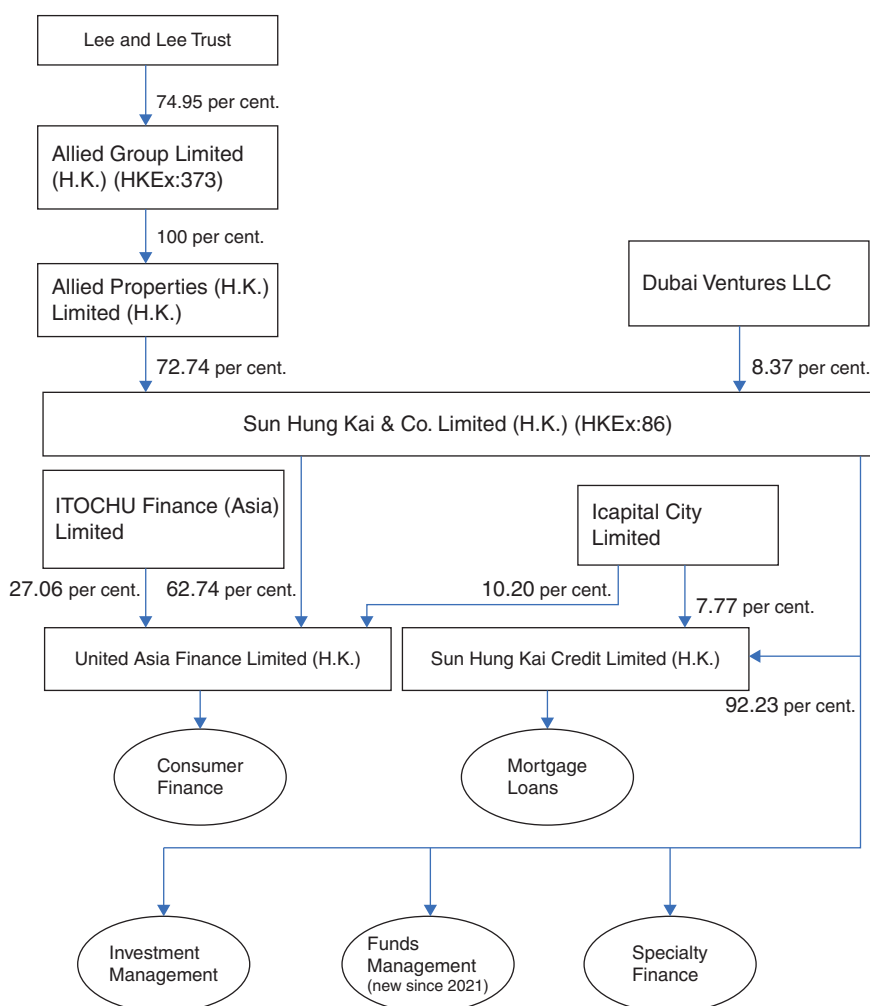 Lee and Lee Trust
74.95 per cent.
Allied Group Limited
(H.K.) (HKEx:373)
100 per cent.
Allied Properties (H.K.)
Limited (H.K.)
Dubai Ventures LLC
72.74 per cent.
8.37 per cent.
Sun Hung Kai & Co. Limited (H.K.) (HKEx:86)
ITOCHU Finance (Asia)
Limited
Icapital City
Limited
27.06 per cent.
62.74 per cent.
10.20 per cent.
7.77 per cent.
United Asia Finance Limited (H.K.)
Sun Hung Kai Credit Limited (H.K.)
92.23 per cent.
Consumer
Finance
Mortgage
Loans
Investment
Management
Funds
Management
(new since 2021)
Specialty
Finance